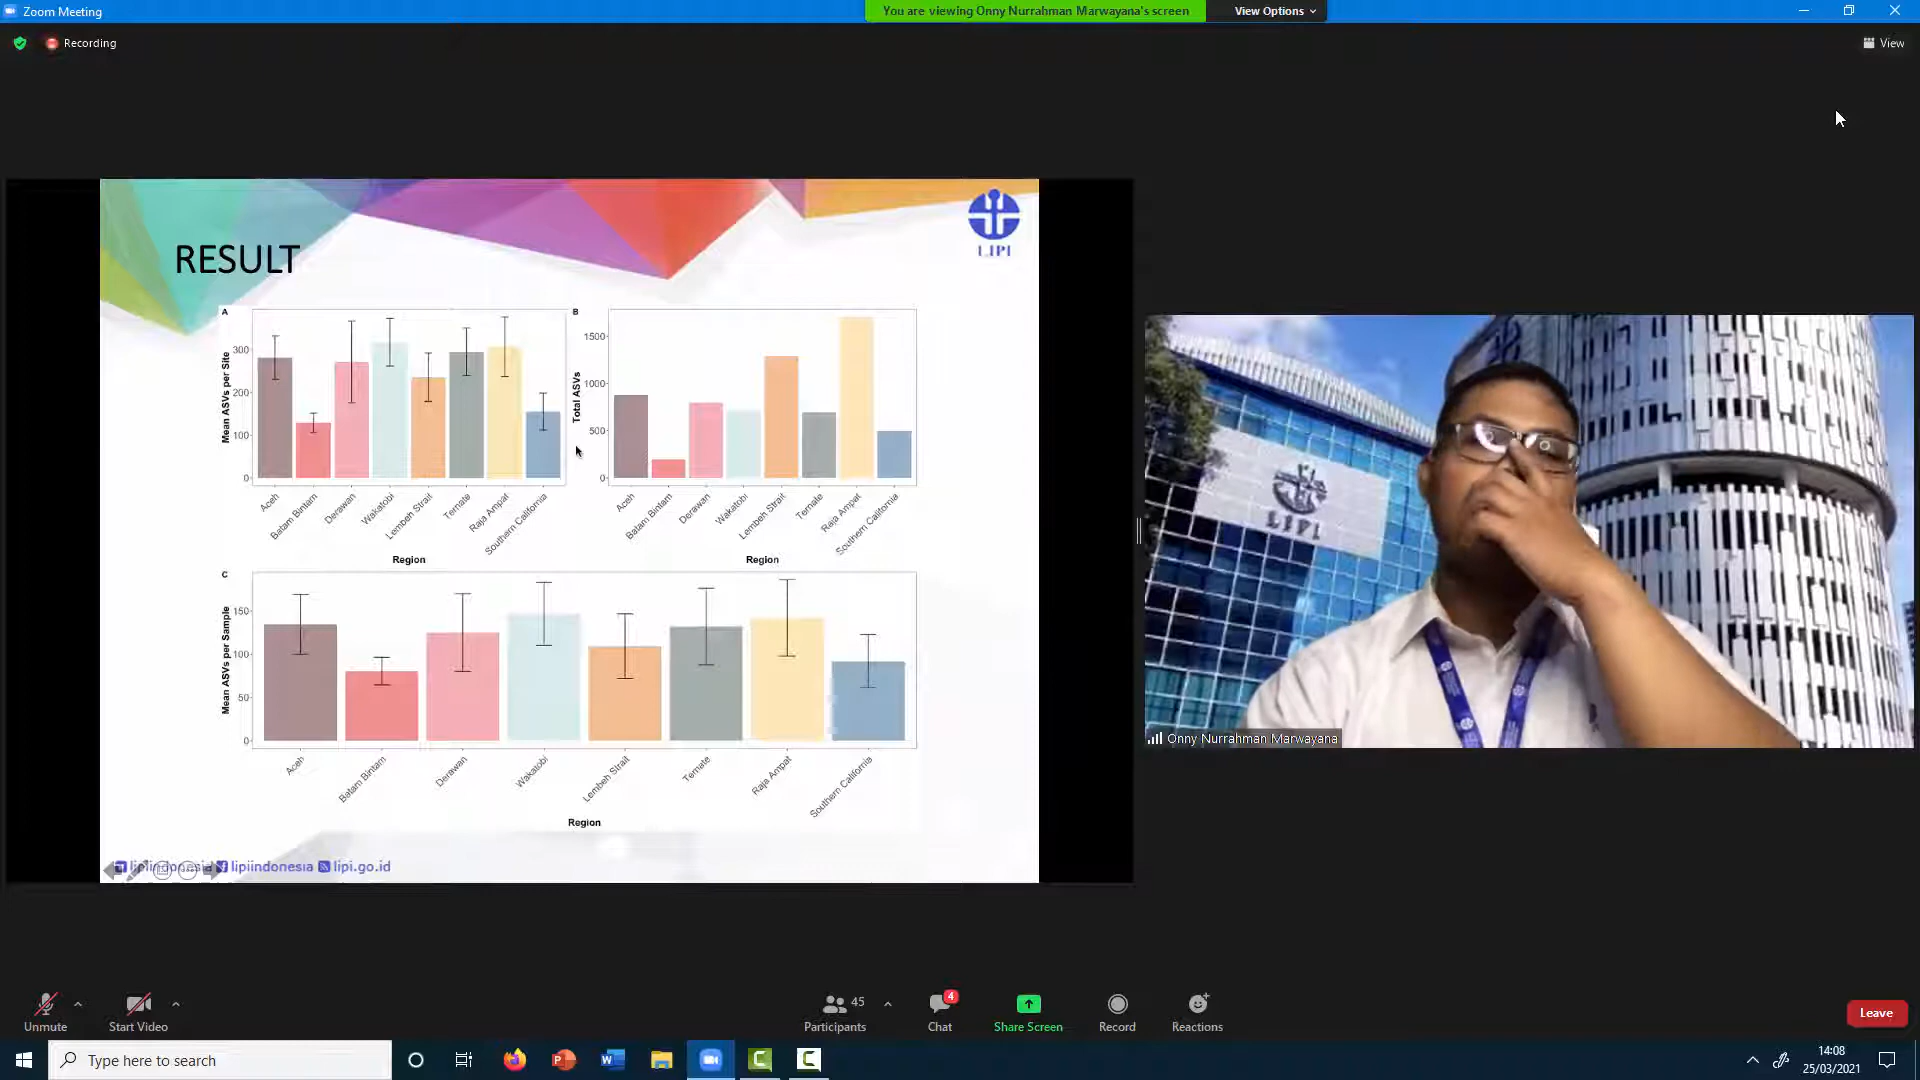 Zoom Meeting
You are viewing Onny Nurrahman Marwayana's screen
View Options
Recording
View
RESULT
LIPI
A
Mean ASVs per Site
300
200
100
0
Aceh
Batam Bintam
Derawan
Wakatobi
Lembeh Strait
Ternate
Raja Ampat
Southern California
Region
B
Total ASVs
1500
1000
500
0
Aceh
Batam Bintam
Derawan
Wakatobi
Lembeh Strait
Ternate
Raja Ampat
Southern California
Region
C
Mean ASVs per Sample
150
100
50
0
Aceh
Batam Bintam
Derawan
Wakatobi
Lembeh Strait
Ternate
Raja Ampat
Southern California
Region
lipiindonesia lipiindonesia lipi.go.id
LIPI
Onny Nurrahman Marwayana
Unmute
Start Video
45
Participants
4
Chat
Share Screen
Record
Reactions
Leave
Type here to search
14:08
25/03/2021